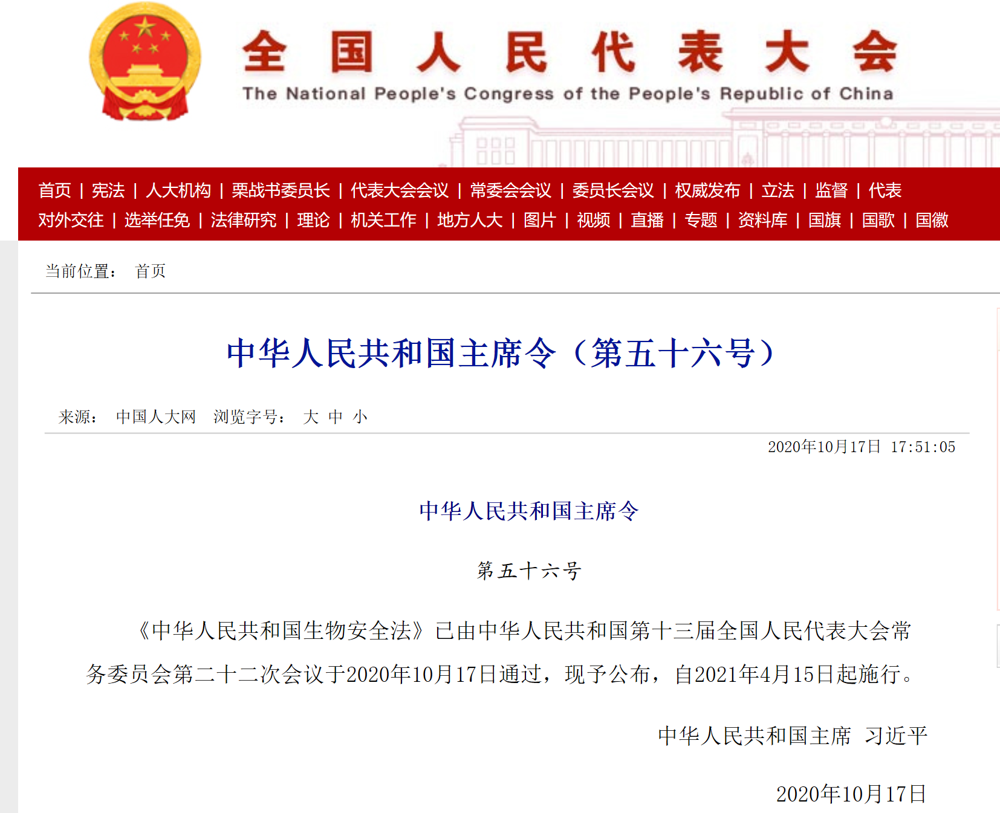 全国人民代表大会
The National People's Congress of the People's Republic of China
首页 | 宪法 | 人大机构 | 栗战书委员长 | 代表大会会议 | 常委会会议 | 委员长会议 | 权威发布 | 立法 | 监督 | 代表
对外交往 | 选举任免 | 法律研究 | 理论 | 机关工作 | 地方人大 | 图片 | 视频 | 直播 | 专题 | 资料库 | 国旗 | 国歌 | 国徽
当前位置： 首页
中华人民共和国主席令（第五十六号）
来源： 中国人大网 浏览字号： 大 中 小
2020年10月17日 17:51:05
中华人民共和国主席令
第五十六号
《中华人民共和国生物安全法》已由中华人民共和国第十三届全国人民代表大会常
务委员会第二十二次会议于2020年10月17日通过，现予公布，自2021年4月15日起施行。
中华人民共和国主席 习近平
2020年10月17日